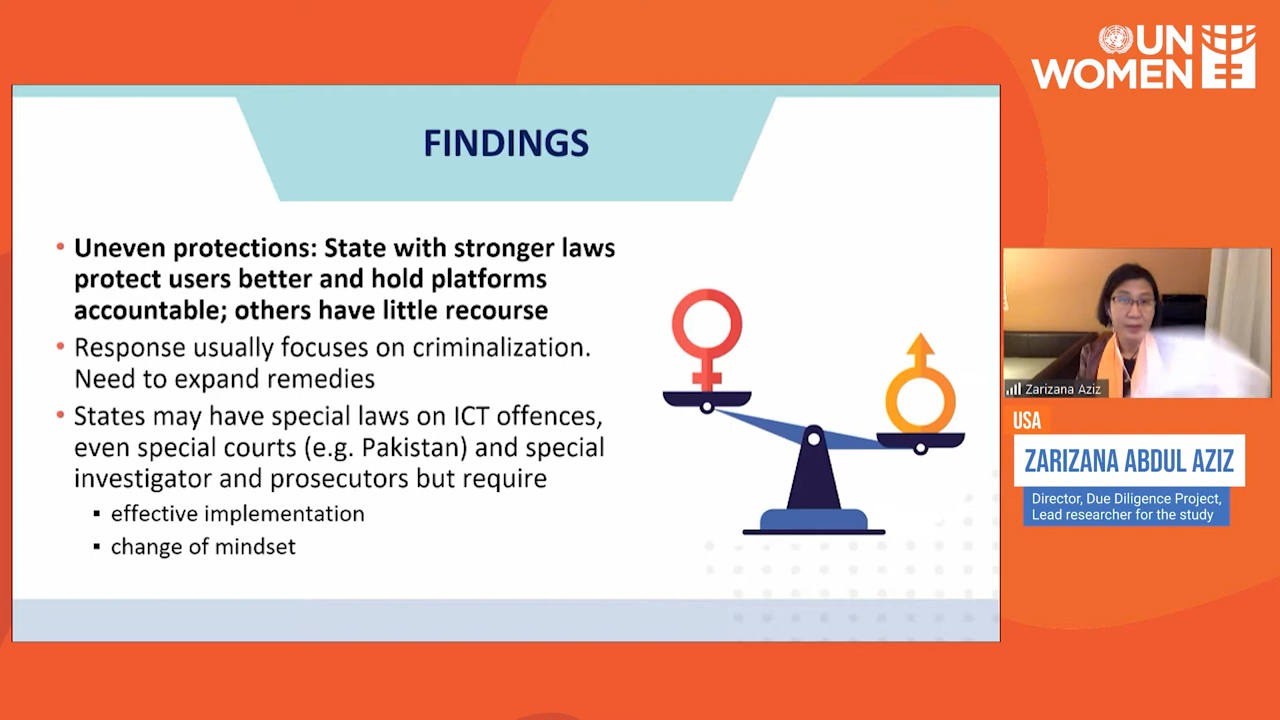 UN
WOMEN
FINDINGS
• Uneven protections: State with stronger laws
protect users better and hold platforms
accountable; others have little recourse
• Response usually focuses on criminalization.
Need to expand remedies
• States may have special laws on ICT offences,
even special courts (e.g. Pakistan) and special
investigator and prosecutors but require
▪ effective implementation
▪ change of mindset
Zarizana Aziz
USA
ZARIZANA ABDUL AZIZ
Director, Due Diligence Project,
Lead researcher for the study